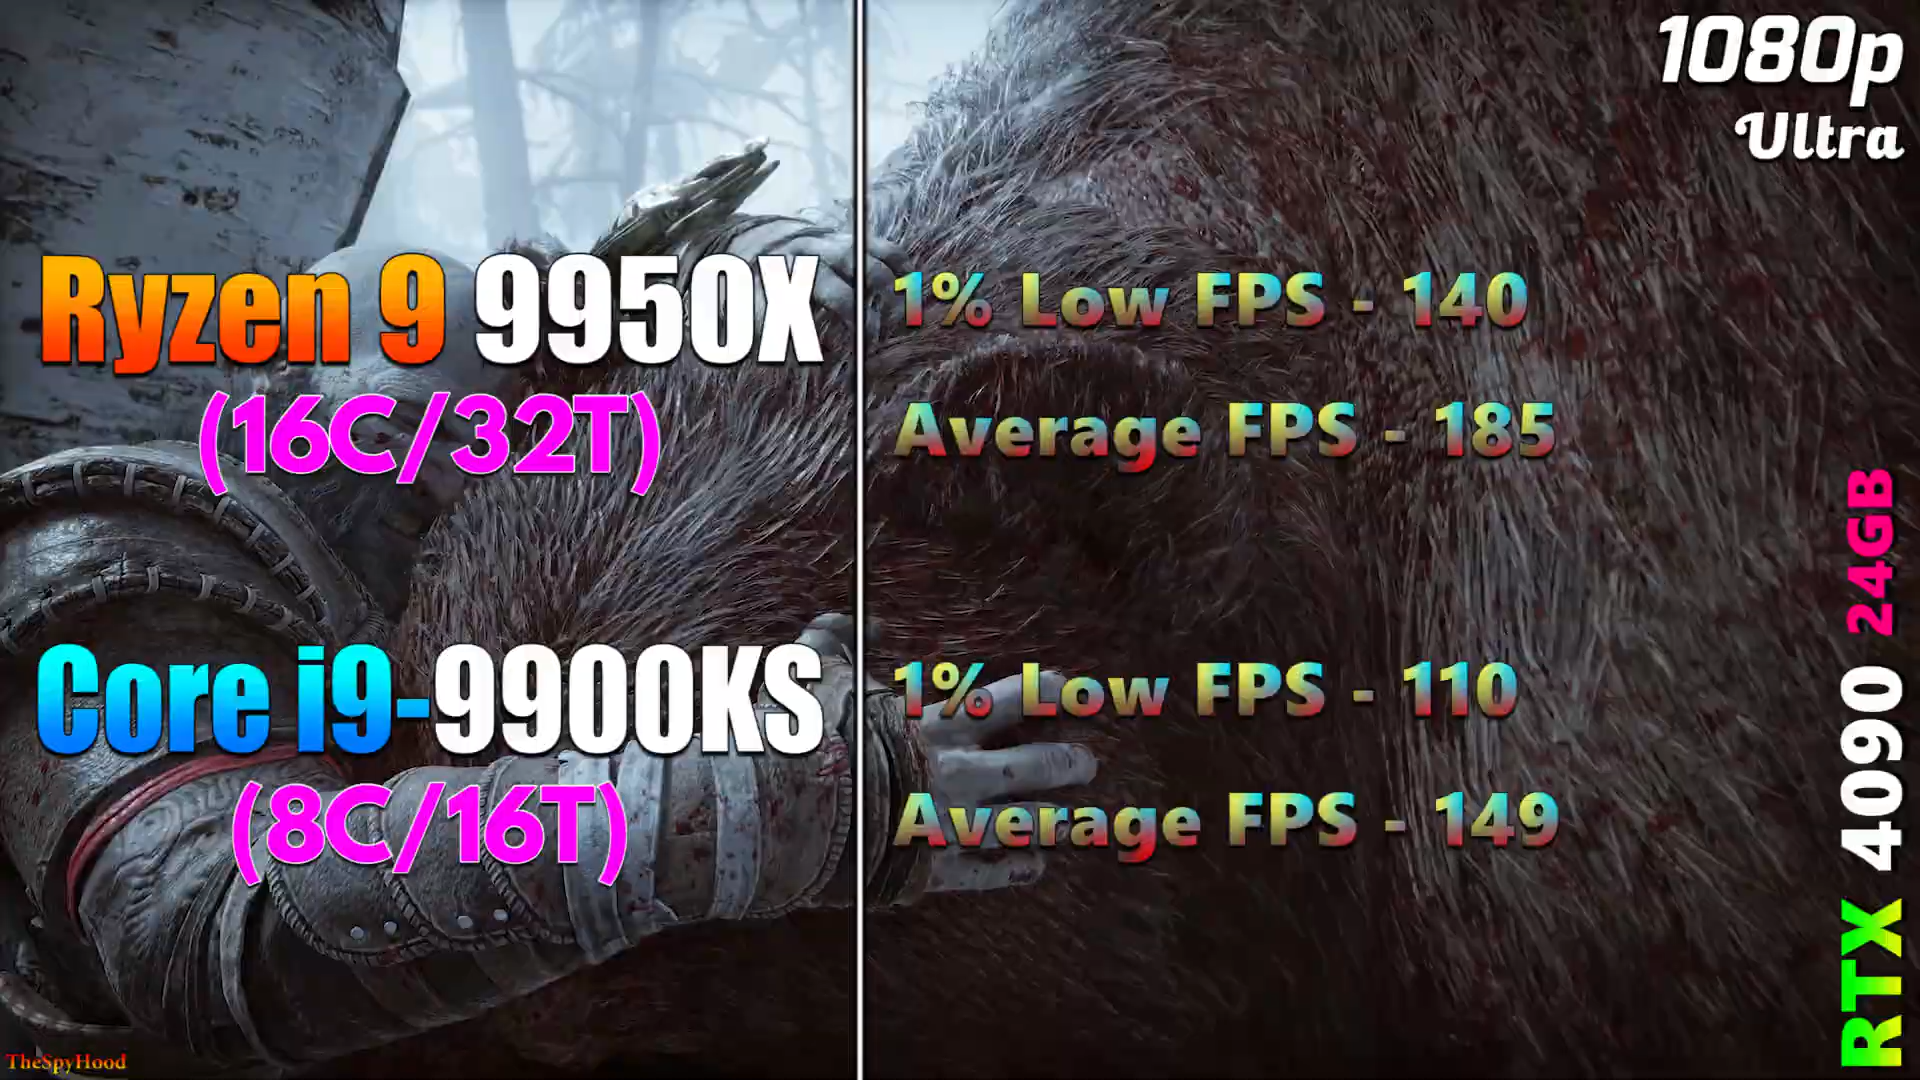 1080p
Ultra
Ryzen 9 9950X
(16C/32T)
1% Low FPS - 140
Average FPS - 185
Core i9-9900KS
(8C/16T)
1% Low FPS - 110
Average FPS - 149
RTX 4090 24GB
TheSpyHood